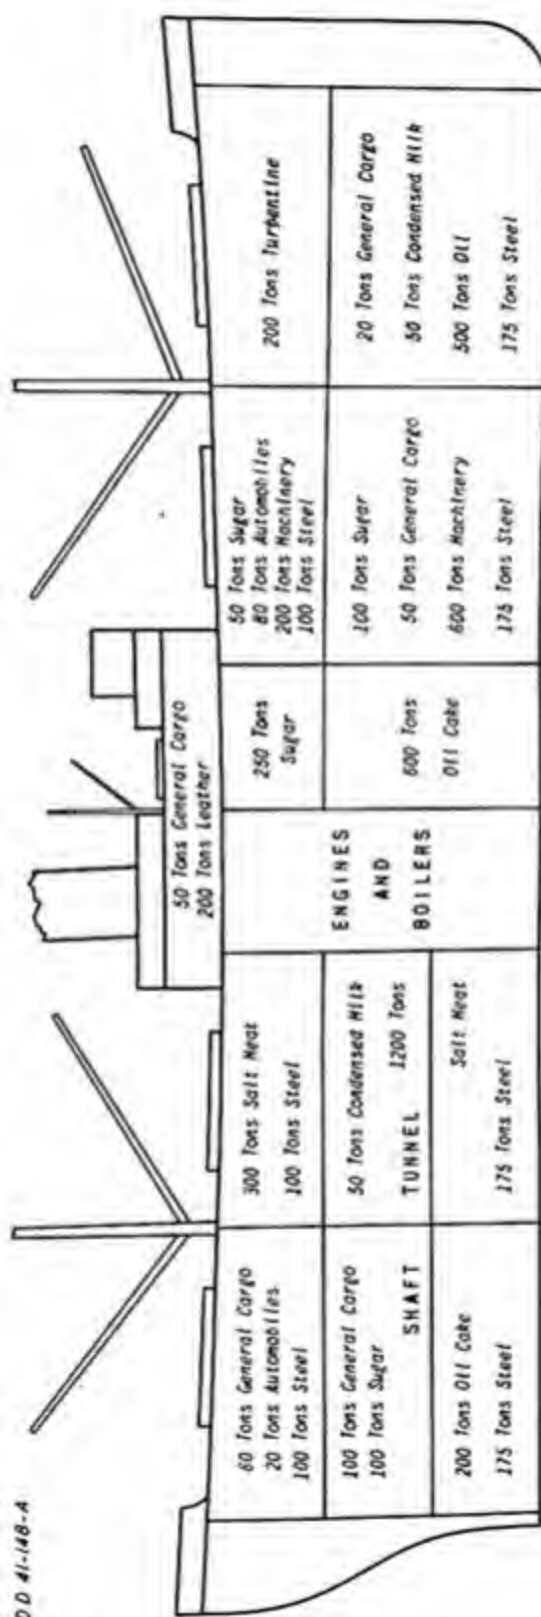 DD 41-148-A
50 Tons General Cargo
200 Tons Leather
60 Tons General Cargo
20 Tons Automobiles
100 Tons Steel
300 Tons Salt Meat
100 Tons Steel
250 Tons
Sugar
50 Tons Sugar
80 Tons Automobiles
200 Tons Machinery
100 Tons Steel
200 Tons Turpentine
100 Tons General Cargo
100 Tons Sugar
SHAFT TUNNEL
50 Tons Condensed Milk
1200 Tons
Salt Meat
175 Tons Steel
200 Tons Oil Cake
175 Tons Steel
ENGINES
AND
BOILERS
600 Tons
Oil Cake
100 Tons Sugar
50 Tons General Cargo
600 Tons Machinery
175 Tons Steel
20 Tons General Cargo
50 Tons Condensed Milk
500 Tons Oil
175 Tons Steel